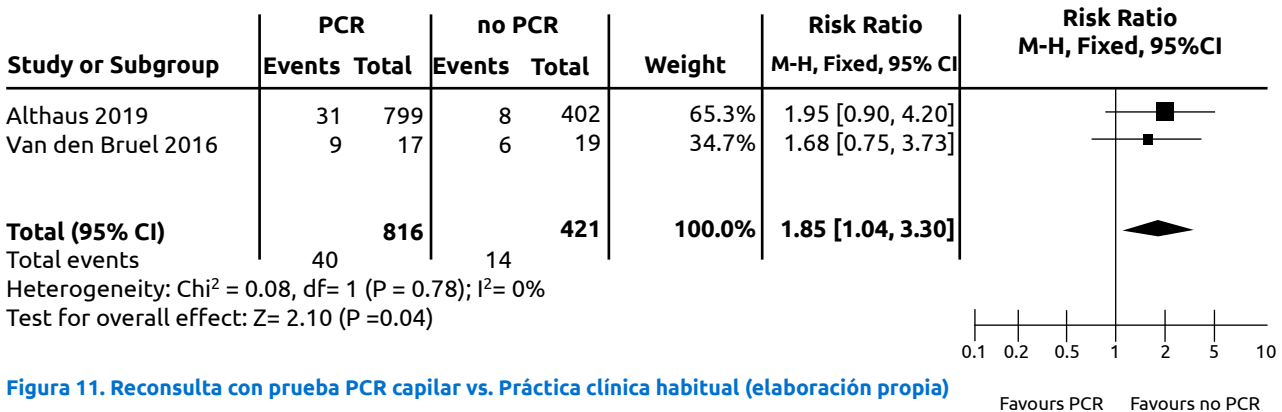 PCR no PCR Risk Ratio Risk Ratio
Study or Subgroup Events Total Events Total Weight M-H, Fixed, 95% CI M-H, Fixed, 95%CI
Althaus 2019 31 799 8 402 65.3% 1.95 [0.90, 4.20]
Van den Bruel 2016 9 17 6 19 34.7% 1.68 [0.75, 3.73]
Total (95% CI) 816 421 100.0% 1.85 [1.04, 3.30]
Total events 40 14
Heterogeneity: Chi² = 0.08, df= 1 (P = 0.78); I²= 0%
Test for overall effect: Z= 2.10 (P =0.04)
0.1 0.2 0.5 1 2 5 10
Figura 11. Reconsulta con prueba PCR capilar vs. Práctica clínica habitual (elaboración propia)
Favours PCR Favours no PCR